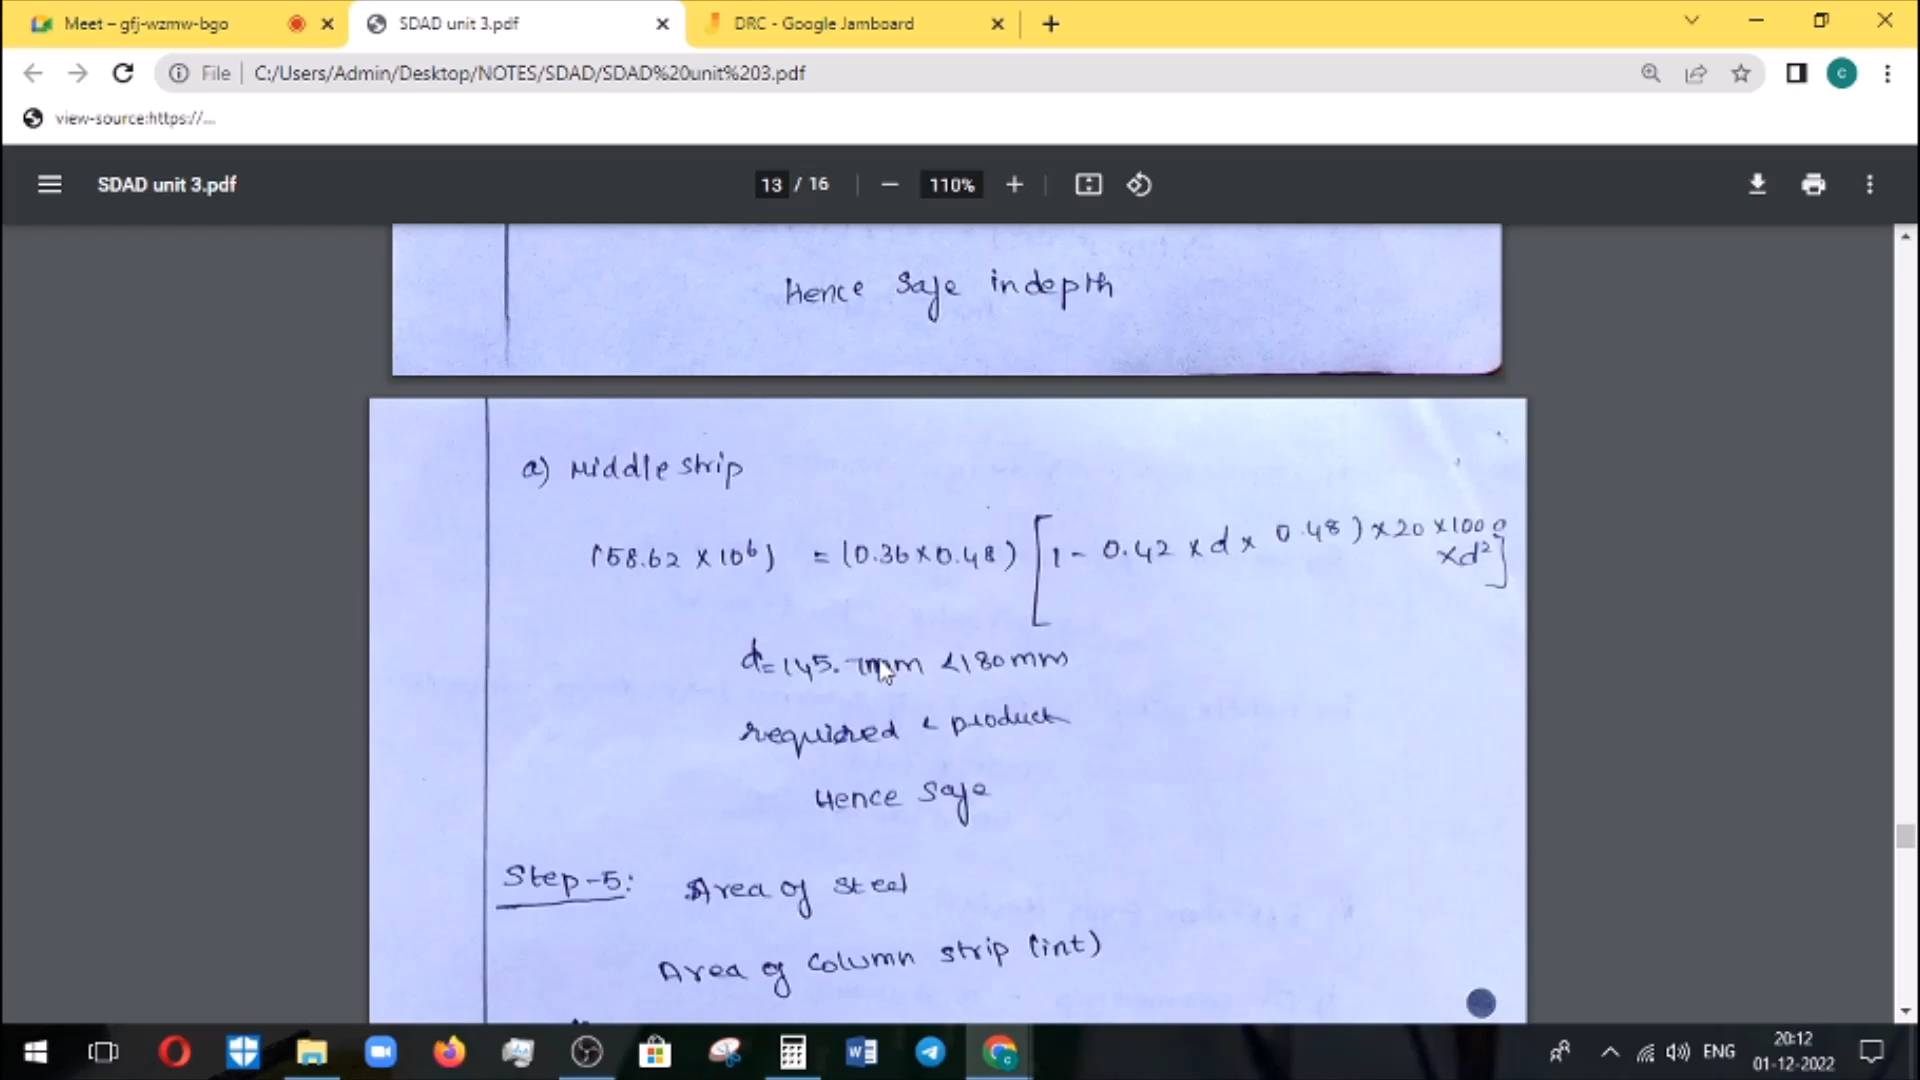 Meet – gfj-wzmw-bgo
SDAD unit 3.pdf
DRC - Google Jamboard
File
C:/Users/Admin/Desktop/NOTES/SDAD/SDAD%20unit%203.pdf
C
view-source:https://...
SDAD unit 3.pdf
13 / 16
110%
Hence Safe in depth
a) Middle strip
(58.62 × 10⁶) = (0.36 × 0.48) [1 - 0.42 × d × 0.48) × 20 × 1000 × d²]
d = 145.7mm < 180 mm
required < product
Hence Safe
Step-5: Area of steel
Area of column strip (int)
ENG
20:12
01-12-2022